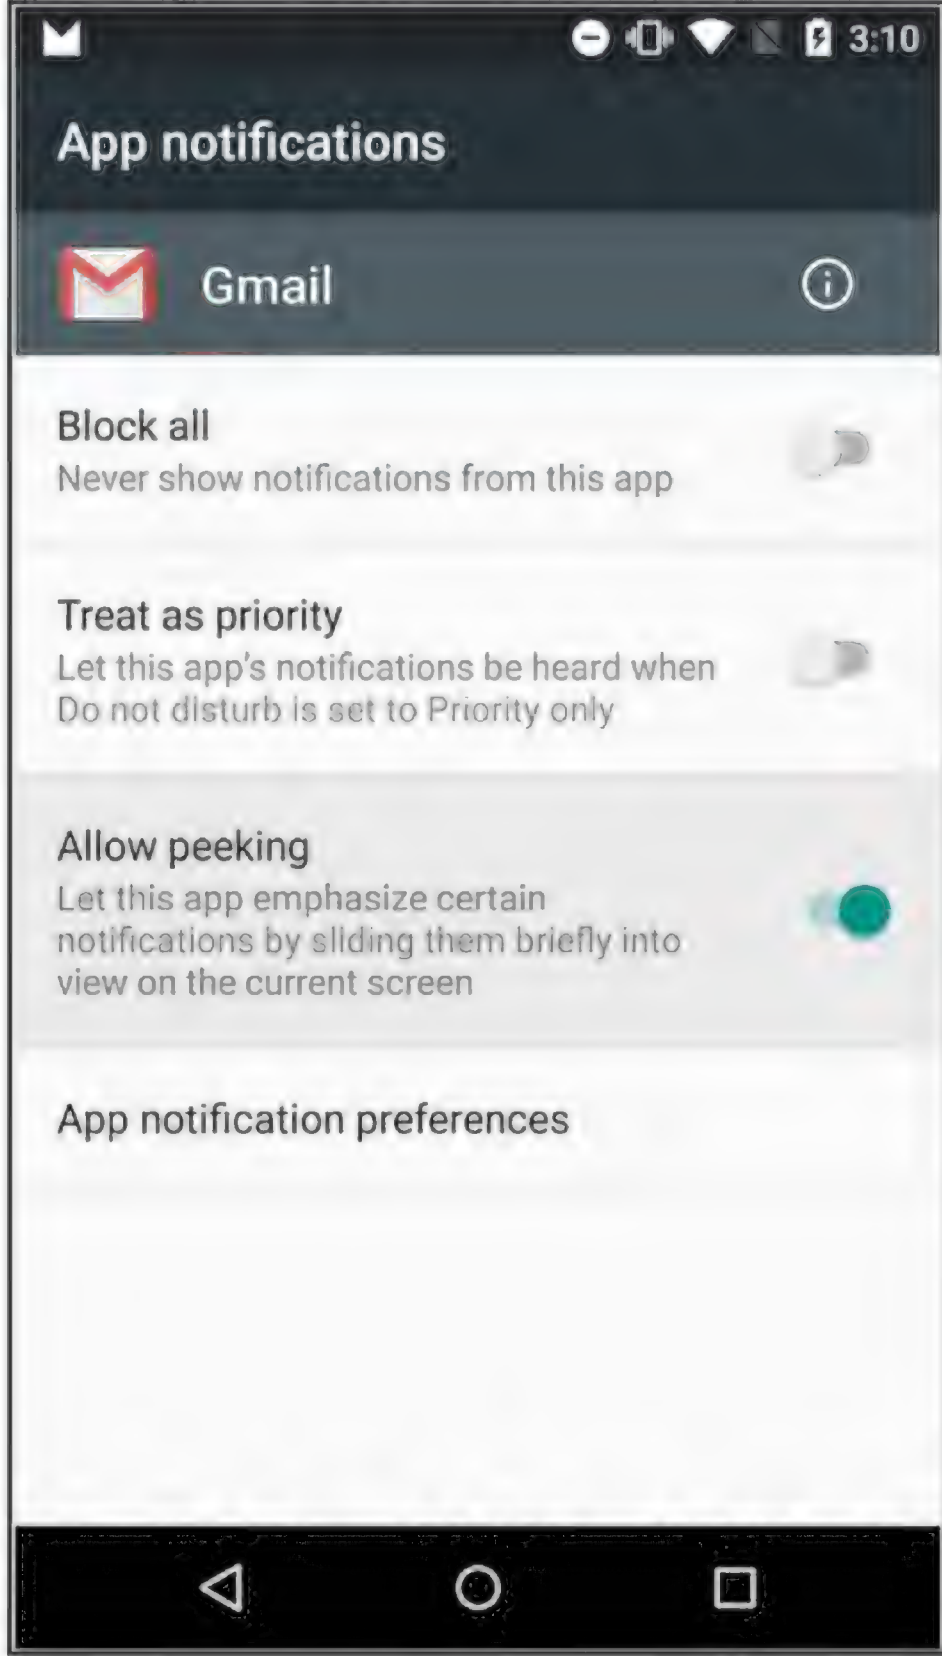 3:10
App notifications
Gmail
Block all
Never show notifications from this app
Treat as priority
Let this app's notifications be heard when
Do not disturb is set to Priority only
Allow peeking
Let this app emphasize certain
notifications by sliding them briefly into
view on the current screen
App notification preferences